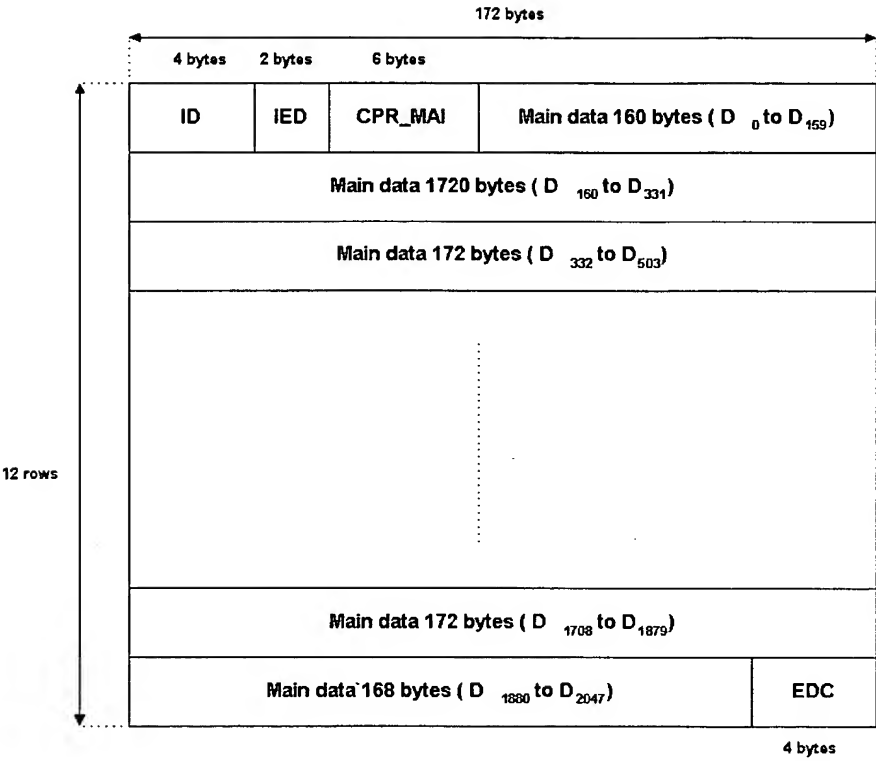 172 bytes
4 bytes 2 bytes 6 bytes
ID IED CPR_MAI Main data 160 bytes ( D 0 to D159)
Main data 1720 bytes ( D 160 to D331)
Main data 172 bytes ( D 332 to D503)
12 rows
Main data 172 bytes ( D 1708 to D1879)
Main data 168 bytes ( D 1880 to D2047) EDC
4 bytes